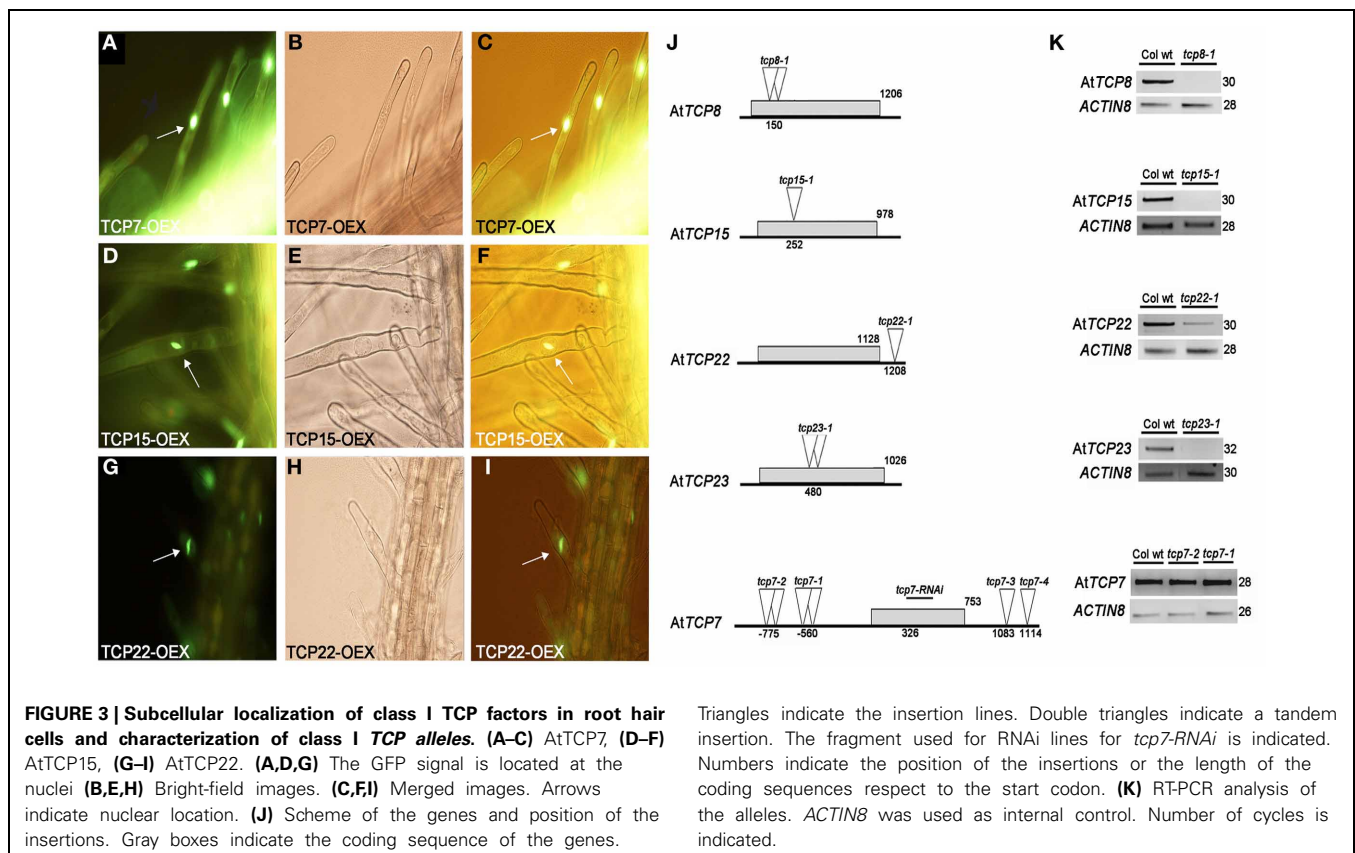 A
B
C
TCP7-OEX
TCP7-OEX
TCP7-OEX
D
E
F
TCP15-OEX
TCP15-OEX
TCP15-OEX
G
H
I
TCP22-OEX
TCP22-OEX
TCP22-OEX
J
tcp8-1
1206
AtTCP8
150
tcp15-1
978
AtTCP15
252
tcp22-1
1128
AtTCP22
1208
tcp23-1
1026
AtTCP23
480
tcp7-2 tcp7-1 tcp7-RNAi tcp7-3 tcp7-4
753
AtTCP7
-775 -560 326 1083 1114
K
Col wt tcp8-1
AtTCP8 30
ACTIN8 28
Col wt tcp15-1
AtTCP15 30
ACTIN8 28
Col wt tcp22-1
AtTCP22 30
ACTIN8 28
Col wt tcp23-1
AtTCP23 32
ACTIN8 30
Col wt tcp7-2 tcp7-1
AtTCP7 28
ACTIN8 26
FIGURE 3 | Subcellular localization of class I TCP factors in root hair
cells and characterization of class I TCP alleles. (A–C) AtTCP7, (D–F)
AtTCP15, (G–I) AtTCP22. (A,D,G) The GFP signal is located at the
nuclei (B,E,H) Bright-field images. (C,F,I) Merged images. Arrows
indicate nuclear location. (J) Scheme of the genes and position of the
insertions. Gray boxes indicate the coding sequence of the genes.
Triangles indicate the insertion lines. Double triangles indicate a tandem
insertion. The fragment used for RNAi lines for tcp7-RNAi is indicated.
Numbers indicate the position of the insertions or the length of the
coding sequences respect to the start codon. (K) RT-PCR analysis of
the alleles. ACTIN8 was used as internal control. Number of cycles is
indicated.